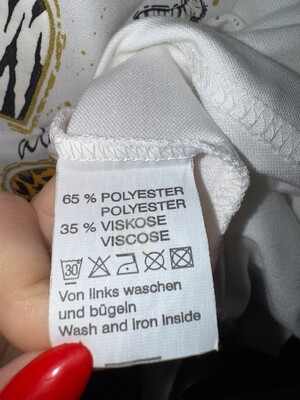 65 % POLYESTER
POLYESTER
35 % VISKOSE
VISCOSE
30
Von links waschen
und bügeln
Wash and Iron Inside